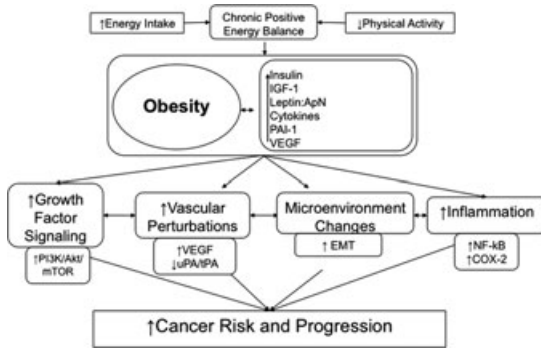 ↑Energy Intake
Chronic Positive
Energy Balance
↓Physical Activity
Obesity
Insulin
IGF-1
Leptin:ApN
Cytokines
PAI-1
VEGF
↑Growth
Factor
Signaling
↑PI3K/Akt/
mTOR
↑Vascular
Perturbations
↑VEGF
↓uPA/tPA
Microenvironment
Changes
↑EMT
↑Inflammation
↑NF-kB
↑COX-2
↑Cancer Risk and Progression